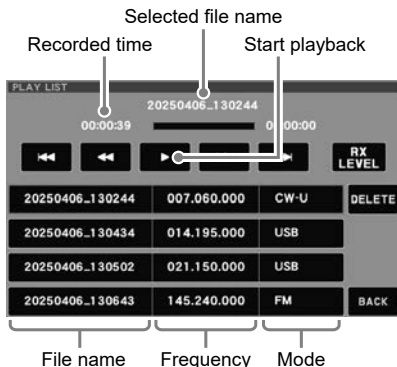 Selected file name
Recorded time
Start playback
PLAY LIST
20250406_130244
00:00:39
00:00:00
RX LEVEL
20250406_130244 007.060.000 CW-U DELETE
20250406_130434 014.195.000 USB
20250406_130502 021.150.000 USB
20250406_130643 145.240.000 FM BACK
File name Frequency Mode